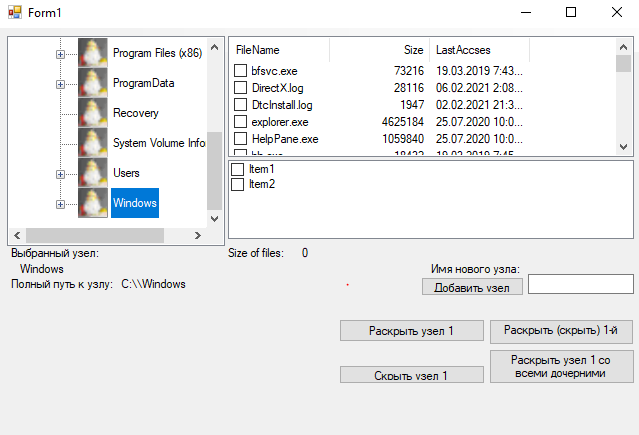 Form1
Program Files (x86)
ProgramData
Recovery
System Volume Info
Users
Windows
FileName Size LastAccses
bfsvc.exe 73216 19.03.2019 7:43...
DirectX.log 28116 06.02.2021 2:08...
DtcInstall.log 1947 02.02.2021 21:3...
explorer.exe 4625184 25.07.2020 10:0...
HelpPane.exe 1059840 25.07.2020 10:0...
hh.exe 18432 19.03.2019 7:45...
Item1
Item2
Выбранный узел:
Windows
Полный путь к узлу: C:\\Windows
Size of files: 0
Имя нового узла:
Добавить узел
Раскрыть узел 1
Раскрыть (скрыть) 1-й
Скрыть узел 1
Раскрыть узел 1 со
всеми дочерними